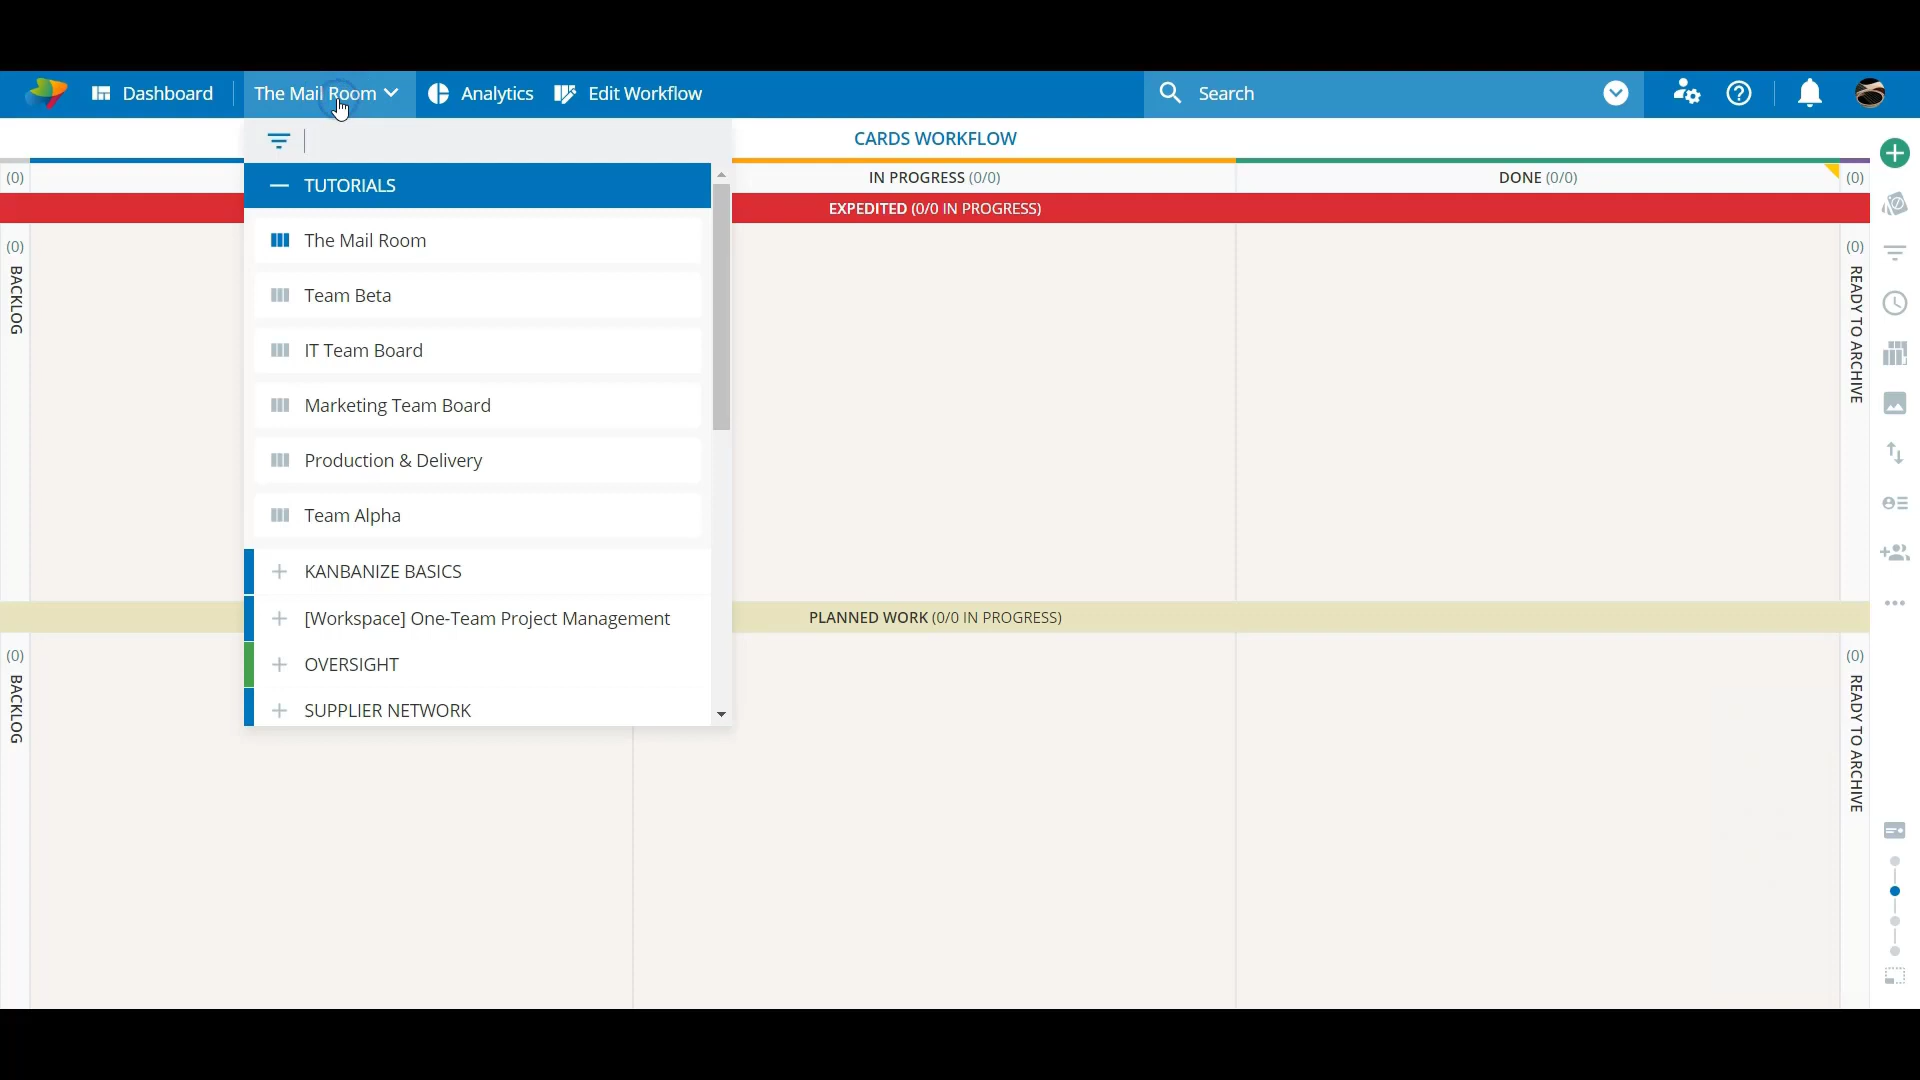 Dashboard
The Mail Room
Analytics
Edit Workflow
Search
CARDS WORKFLOW
(0)
IN PROGRESS (0/0)
DONE (0/0)
(0)
EXPEDITED (0/0 IN PROGRESS)
TUTORIALS
The Mail Room
Team Beta
IT Team Board
Marketing Team Board
Production & Delivery
Team Alpha
KANBANIZE BASICS
[Workspace] One-Team Project Management
OVERSIGHT
SUPPLIER NETWORK
(0)
BACKLOG
(0)
READY TO ARCHIVE
PLANNED WORK (0/0 IN PROGRESS)
(0)
BACKLOG
(0)
READY TO ARCHIVE